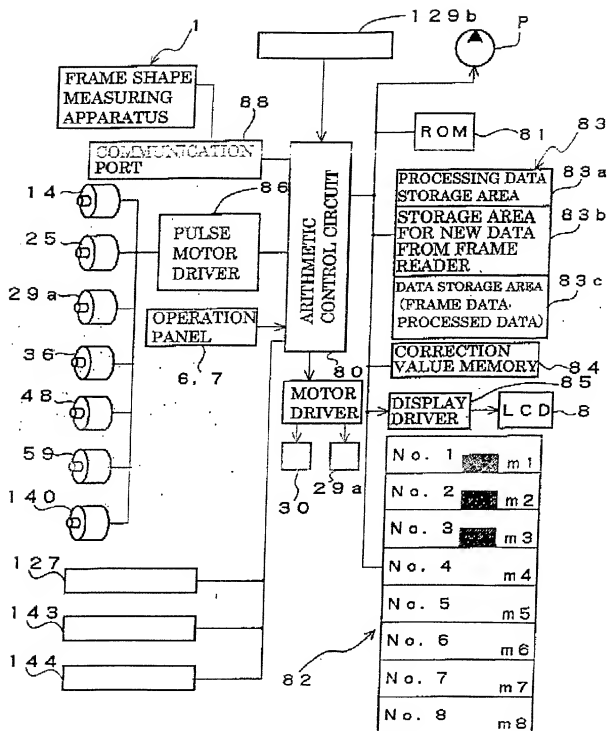 129b
P
1
FRAME SHAPE
MEASURING
APPARATUS
88
COMMUNICATION
PORT
ROM
81
83
PROCESSING DATA
STORAGE AREA
83a
STORAGE AREA
FOR NEW DATA
FROM FRAME
READER
83b
DATA STORAGE AREA
(FRAME DATA·
PROCESSED DATA)
83c
14
25
29a
36
48
59
140
86
PULSE
MOTOR
DRIVER
ARITHMETIC
CONTROL CIRCUIT
OPERATION
PANEL
6, 7
80
CORRECTION
VALUE MEMORY
84
85
MOTOR
DRIVER
DISPLAY
DRIVER
LCD
8
30
29a
No. 1 m1
No. 2 m2
No. 3 m3
No. 4 m4
No. 5 m5
No. 6 m6
No. 7 m7
No. 8 m8
82
127
143
144